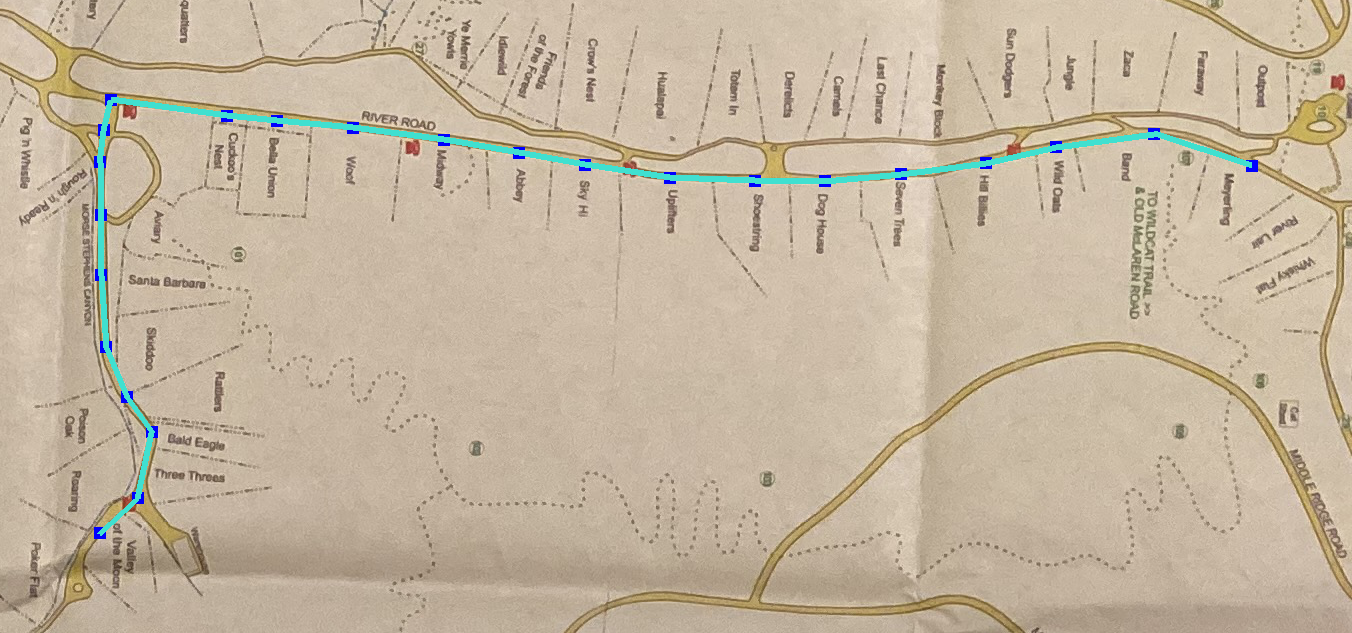 quatters
Ye Merrie
Yowls
Idlewild
Friends
of the Forest
Crow's Nest
Hualapai
Totem In
Derelicts
Camels
Last Chance
Monkey Block
Sun Dodgers
Jungle
Zaca
Faraway
Outpost
RIVER ROAD
Pig 'n Whistle
Rough 'n Ready
Cuckoo's
Nest
Bella Union
Woof
Midway
Abbey
Sky Hi
Uplifters
Shoestring
Dog House
Seven Trees
Hill Billies
Wild Oats
Band
Meyerling
River Lair
Whisky Flat
TO WILDCAT TRAIL >>
& OLD McLAREN ROAD
MORSE STEPHENS CANYON
Aviary
101
Santa Barbara
Skiddoo
Rattlers
Poison
Oak
Bald Eagle
Three Threes
Roaring
Valley
of the Moon
Poker Flat
103
MIDDLE RIDGE ROAD